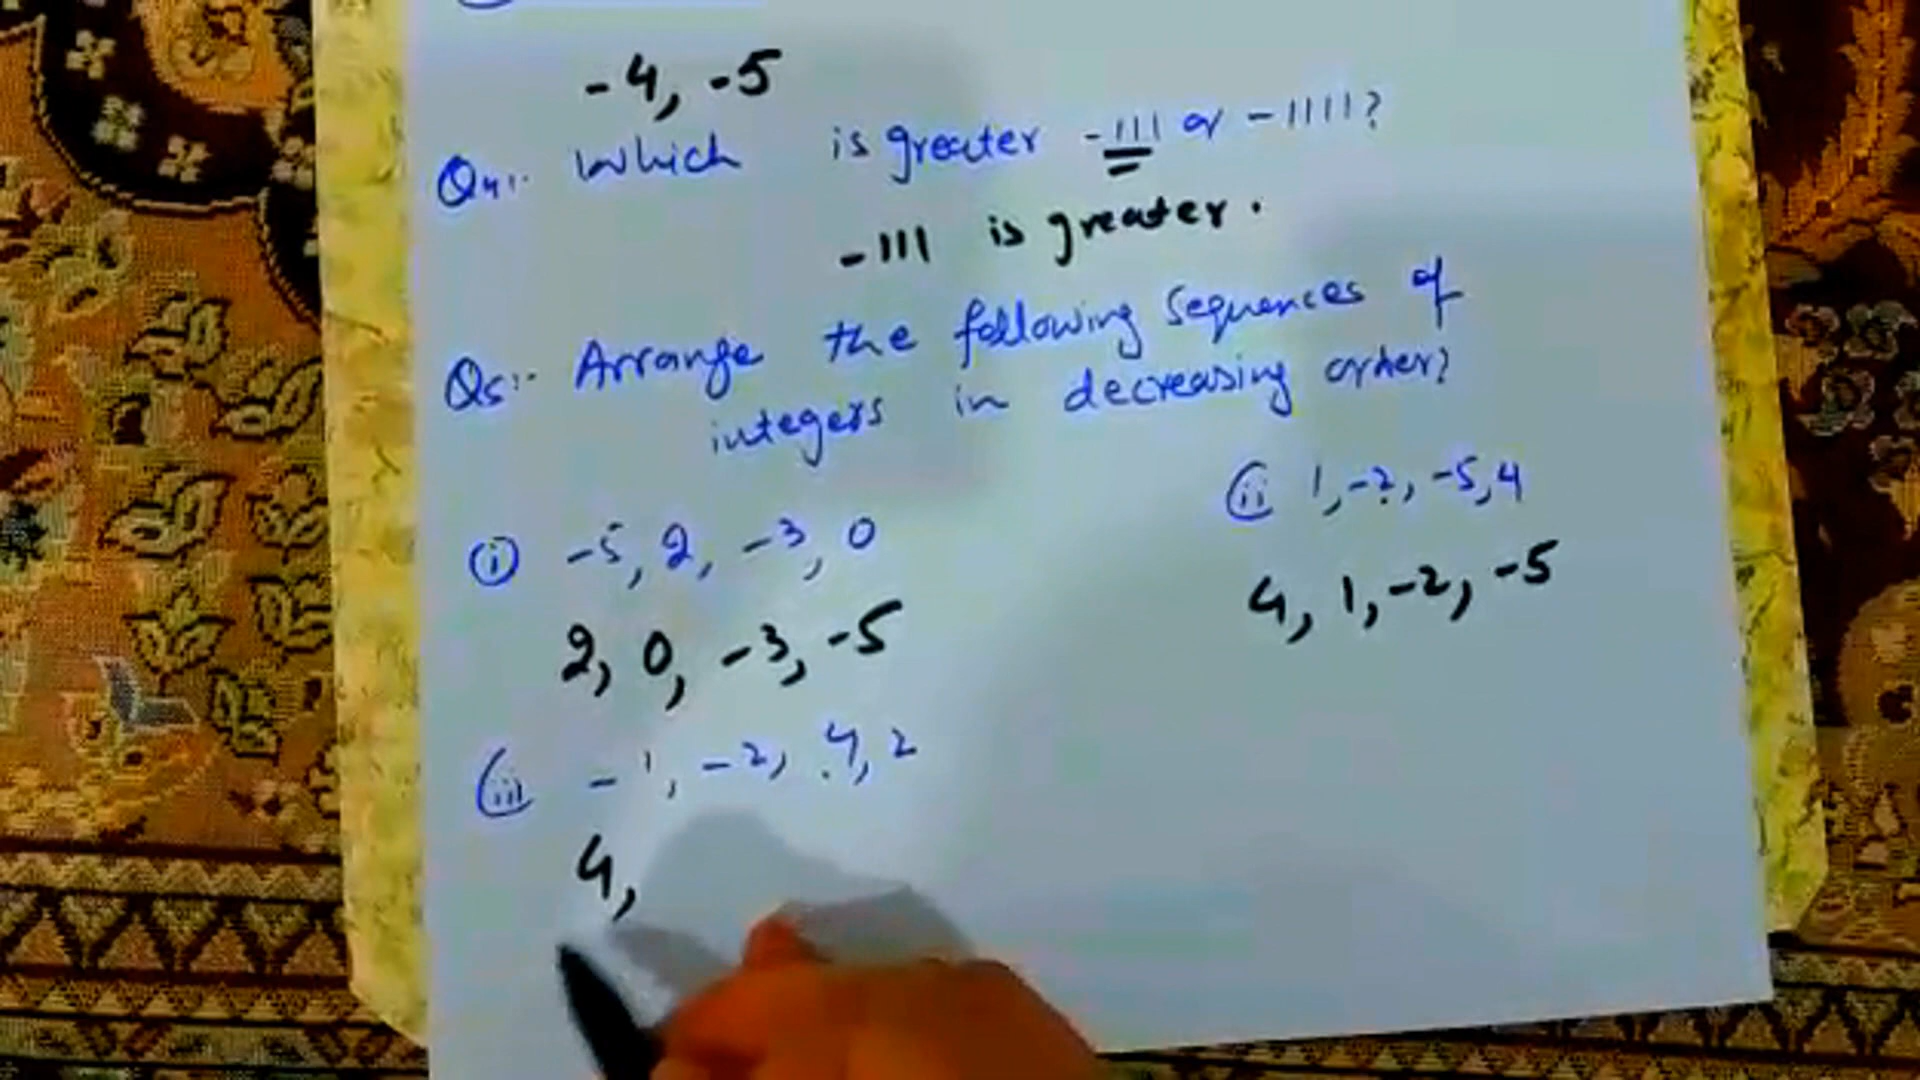 -4, -5
Q4:- Which is greater -111 or -1111?
-111 is greater.
Q5:- Arrange the following sequences of
integers in decreasing order?
(i) -5, 2, -3, 0
(ii) 1, -2, -5, 4
2, 0, -3, -5
4, 1, -2, -5
(iii) -1, -2, 4, 2
4,